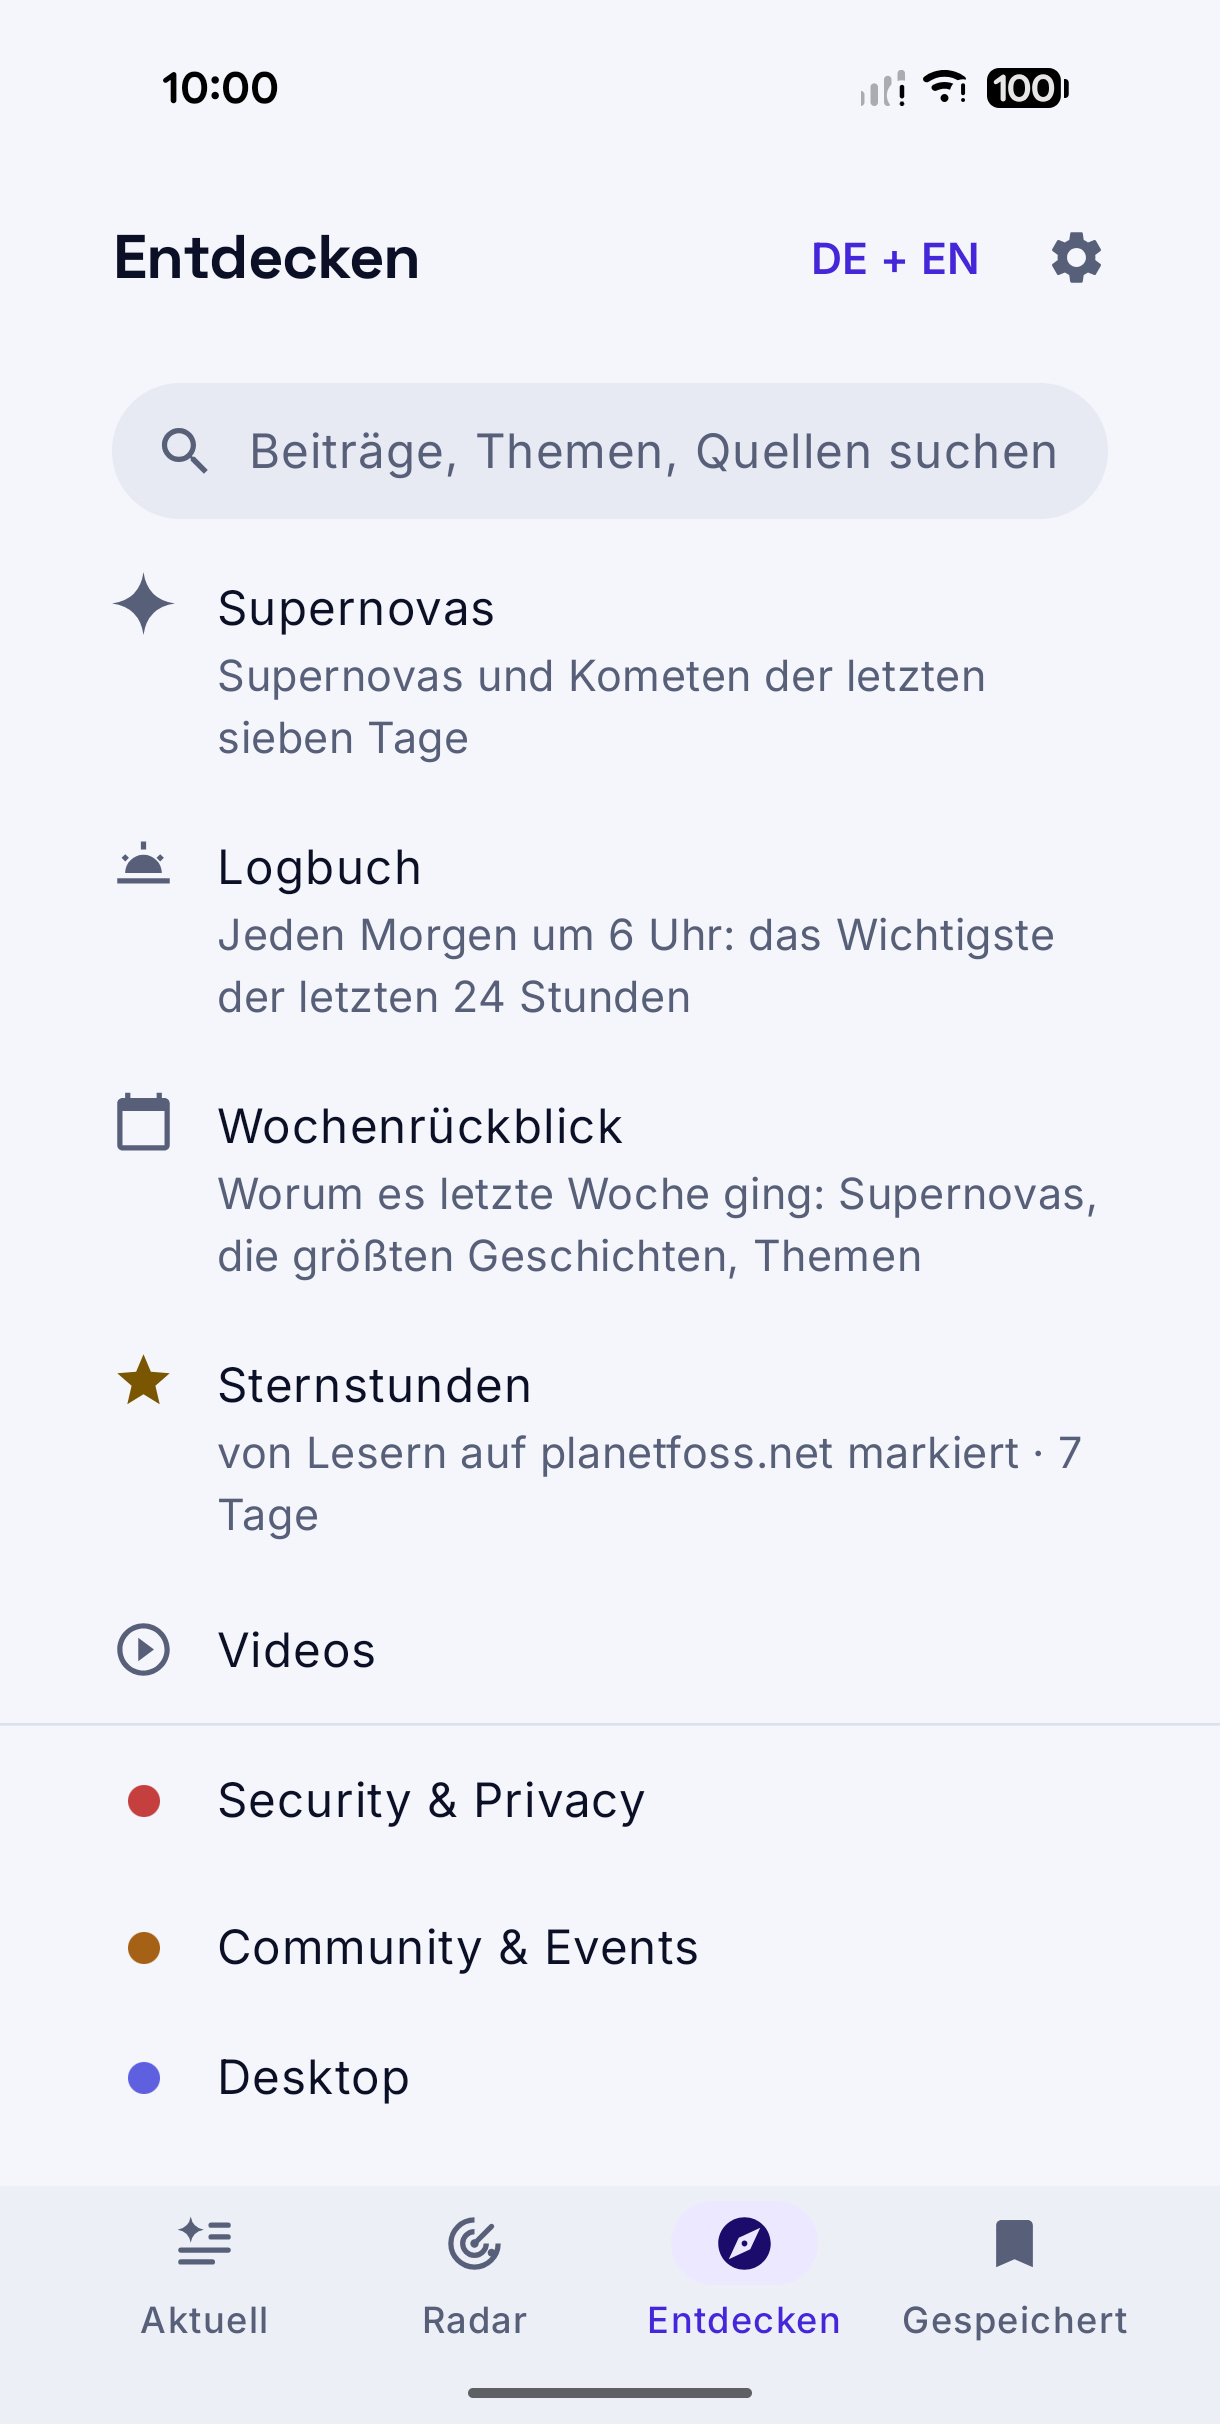 10:00
100
Entdecken
DE + EN
Beiträge, Themen, Quellen suchen
Supernovas
Supernovas und Kometen der letzten
sieben Tage
Logbuch
Jeden Morgen um 6 Uhr: das Wichtigste
der letzten 24 Stunden
Wochenrückblick
Worum es letzte Woche ging: Supernovas,
die größten Geschichten, Themen
Sternstunden
von Lesern auf planetfoss.net markiert · 7
Tage
Videos
Security & Privacy
Community & Events
Desktop
Aktuell
Radar
Entdecken
Gespeichert